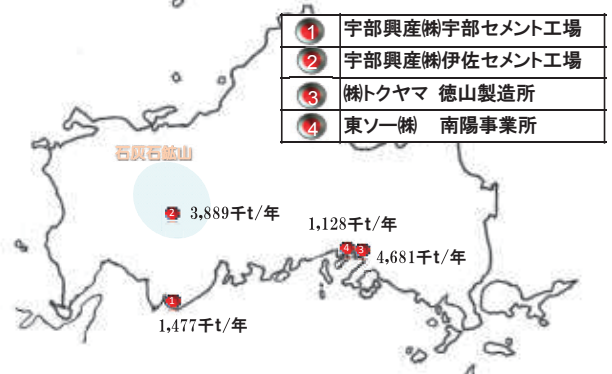 1 宇部興産㈱宇部セメント工場
2 宇部興産㈱伊佐セメント工場
3 ㈱トクヤマ 徳山製造所
4 東ソー㈱ 南陽事業所
石灰石鉱山
2 3,889千t/年
1,128千t/年
4 3
4,681千t/年
1
1,477千t/年